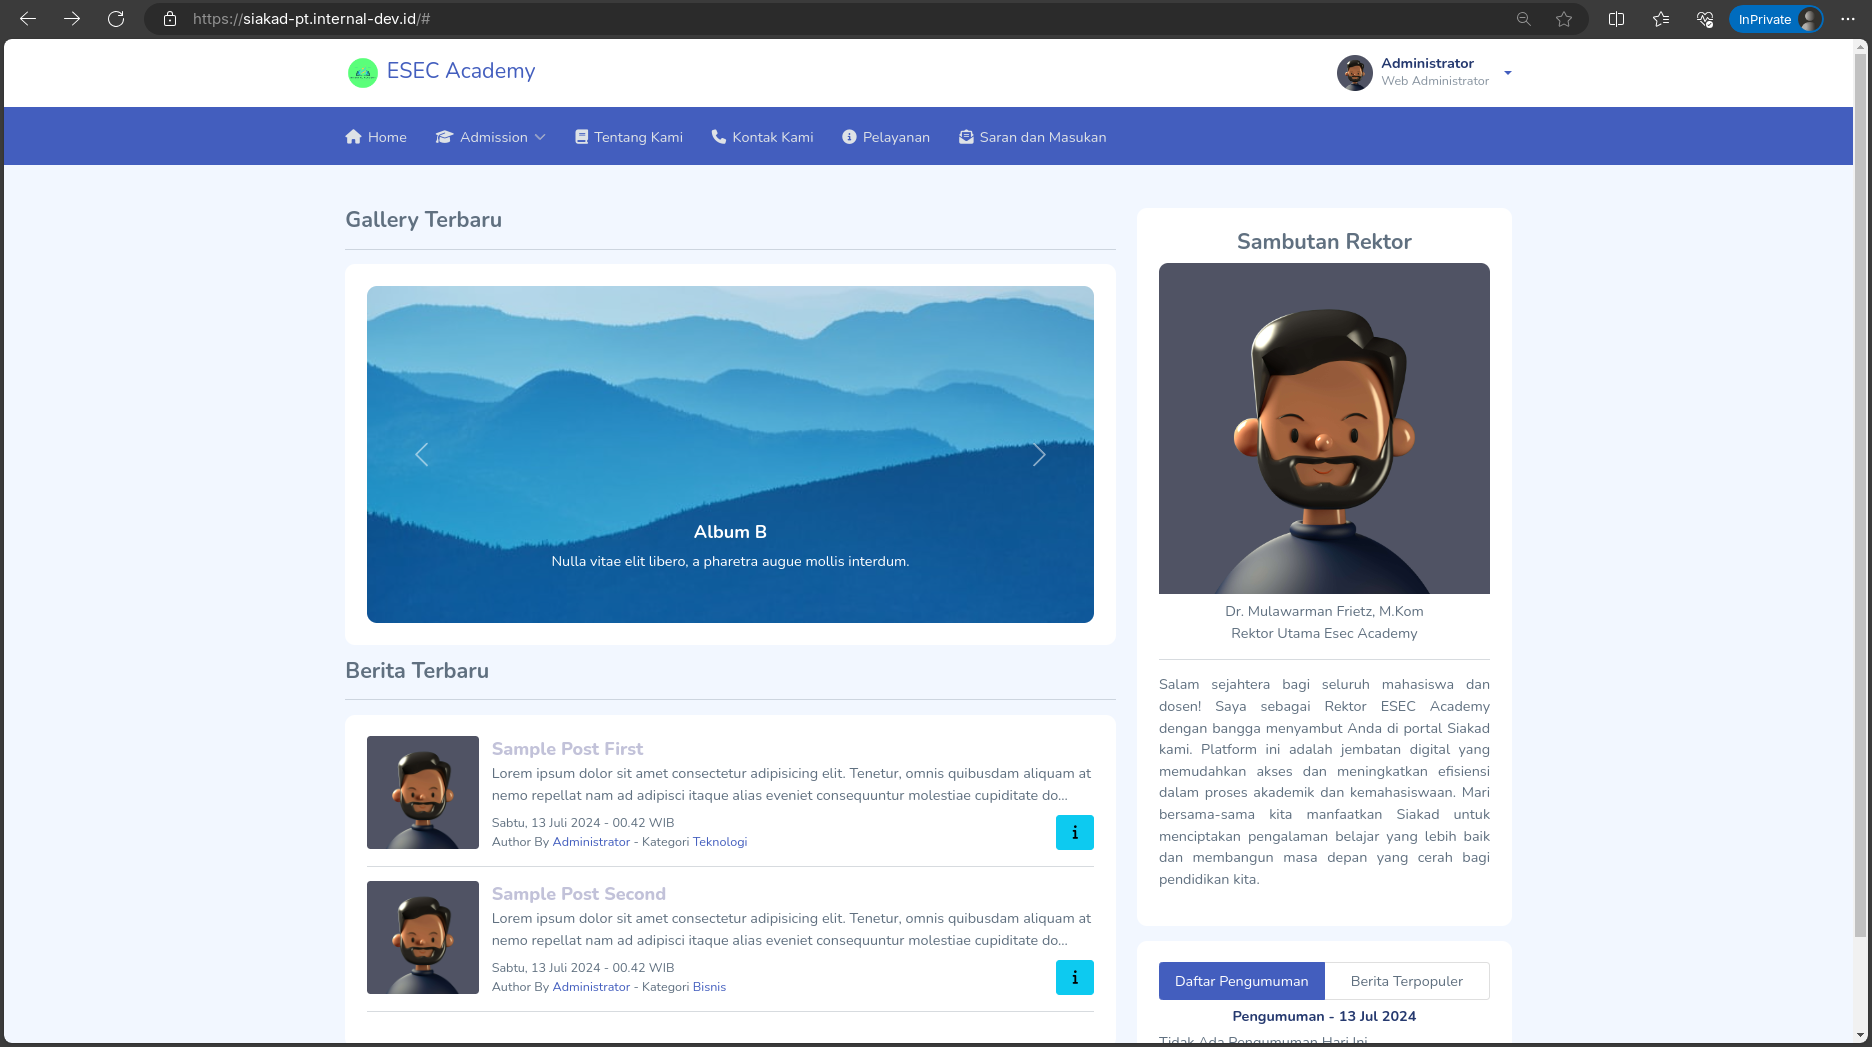 https://siakad-pt.internal-dev.id/#
InPrivate
ESEC Academy
Administrator
Web Administrator
Home
Admission
Tentang Kami
Kontak Kami
Pelayanan
Saran dan Masukan
Gallery Terbaru
Album B
Nulla vitae elit libero, a pharetra augue mollis interdum.
Berita Terbaru
Sample Post First
Lorem ipsum dolor sit amet consectetur adipisicing elit. Tenetur, omnis quibusdam aliquam at
nemo repellat nam ad adipisci itaque alias eveniet consequuntur molestiae cupiditate do...
Sabtu, 13 Juli 2024 - 00.42 WIB
Author By Administrator - Kategori Teknologi
Sample Post Second
Lorem ipsum dolor sit amet consectetur adipisicing elit. Tenetur, omnis quibusdam aliquam at
nemo repellat nam ad adipisci itaque alias eveniet consequuntur molestiae cupiditate do...
Sabtu, 13 Juli 2024 - 00.42 WIB
Author By Administrator - Kategori Bisnis
Sambutan Rektor
Dr. Mulawarman Frietz, M.Kom
Rektor Utama Esec Academy
Salam sejahtera bagi seluruh mahasiswa dan
dosen! Saya sebagai Rektor ESEC Academy
dengan bangga menyambut Anda di portal Siakad
kami. Platform ini adalah jembatan digital yang
memudahkan akses dan meningkatkan efisiensi
dalam proses akademik dan kemahasiswaan. Mari
bersama-sama kita manfaatkan Siakad untuk
menciptakan pengalaman belajar yang lebih baik
dan membangun masa depan yang cerah bagi
pendidikan kita.
Daftar Pengumuman
Berita Terpopuler
Pengumuman - 13 Jul 2024
Tidak Ada Pengumuman Hari Ini